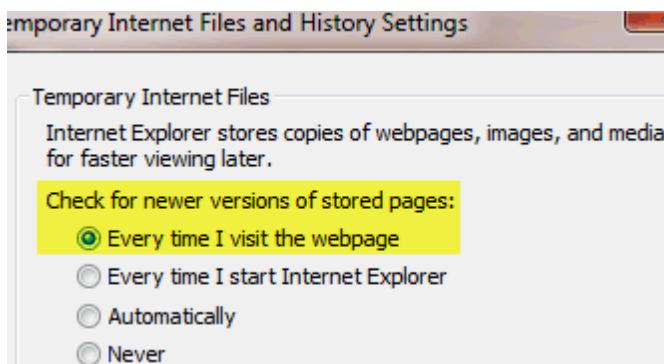 emporary Internet Files and History Settings
Temporary Internet Files
Internet Explorer stores copies of webpages, images, and media
for faster viewing later.
Check for newer versions of stored pages:
Every time I visit the webpage
Every time I start Internet Explorer
Automatically
Never